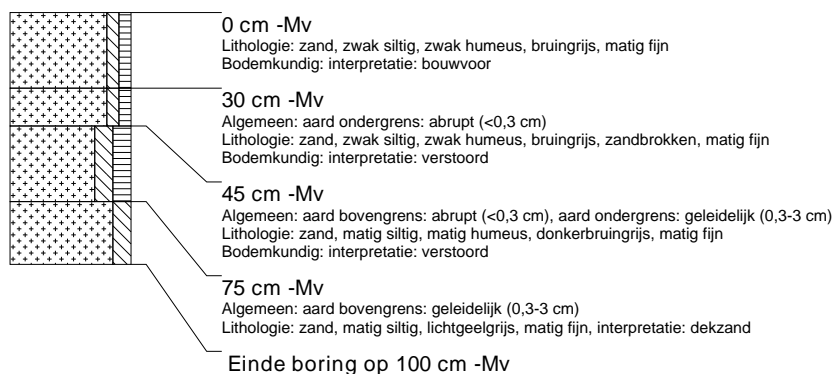 0 cm -Mv
Lithologie: zand, zwak siltig, zwak humeus, bruingrijs, matig fijn
Bodemkundig: interpretatie: bouwvoor
30 cm -Mv
Algemeen: aard ondergrens: abrupt (<0,3 cm)
Lithologie: zand, zwak siltig, zwak humeus, bruingrijs, zandbrokken, matig fijn
Bodemkundig: interpretatie: verstoord
45 cm -Mv
Algemeen: aard bovengrens: abrupt (<0,3 cm), aard ondergrens: geleidelijk (0,3-3 cm)
Lithologie: zand, matig siltig, matig humeus, donkerbruingrijs, matig fijn
Bodemkundig: interpretatie: verstoord
75 cm -Mv
Algemeen: aard bovengrens: geleidelijk (0,3-3 cm)
Lithologie: zand, matig siltig, lichtgeelgrijs, matig fijn, interpretatie: dekzand
Einde boring op 100 cm -Mv